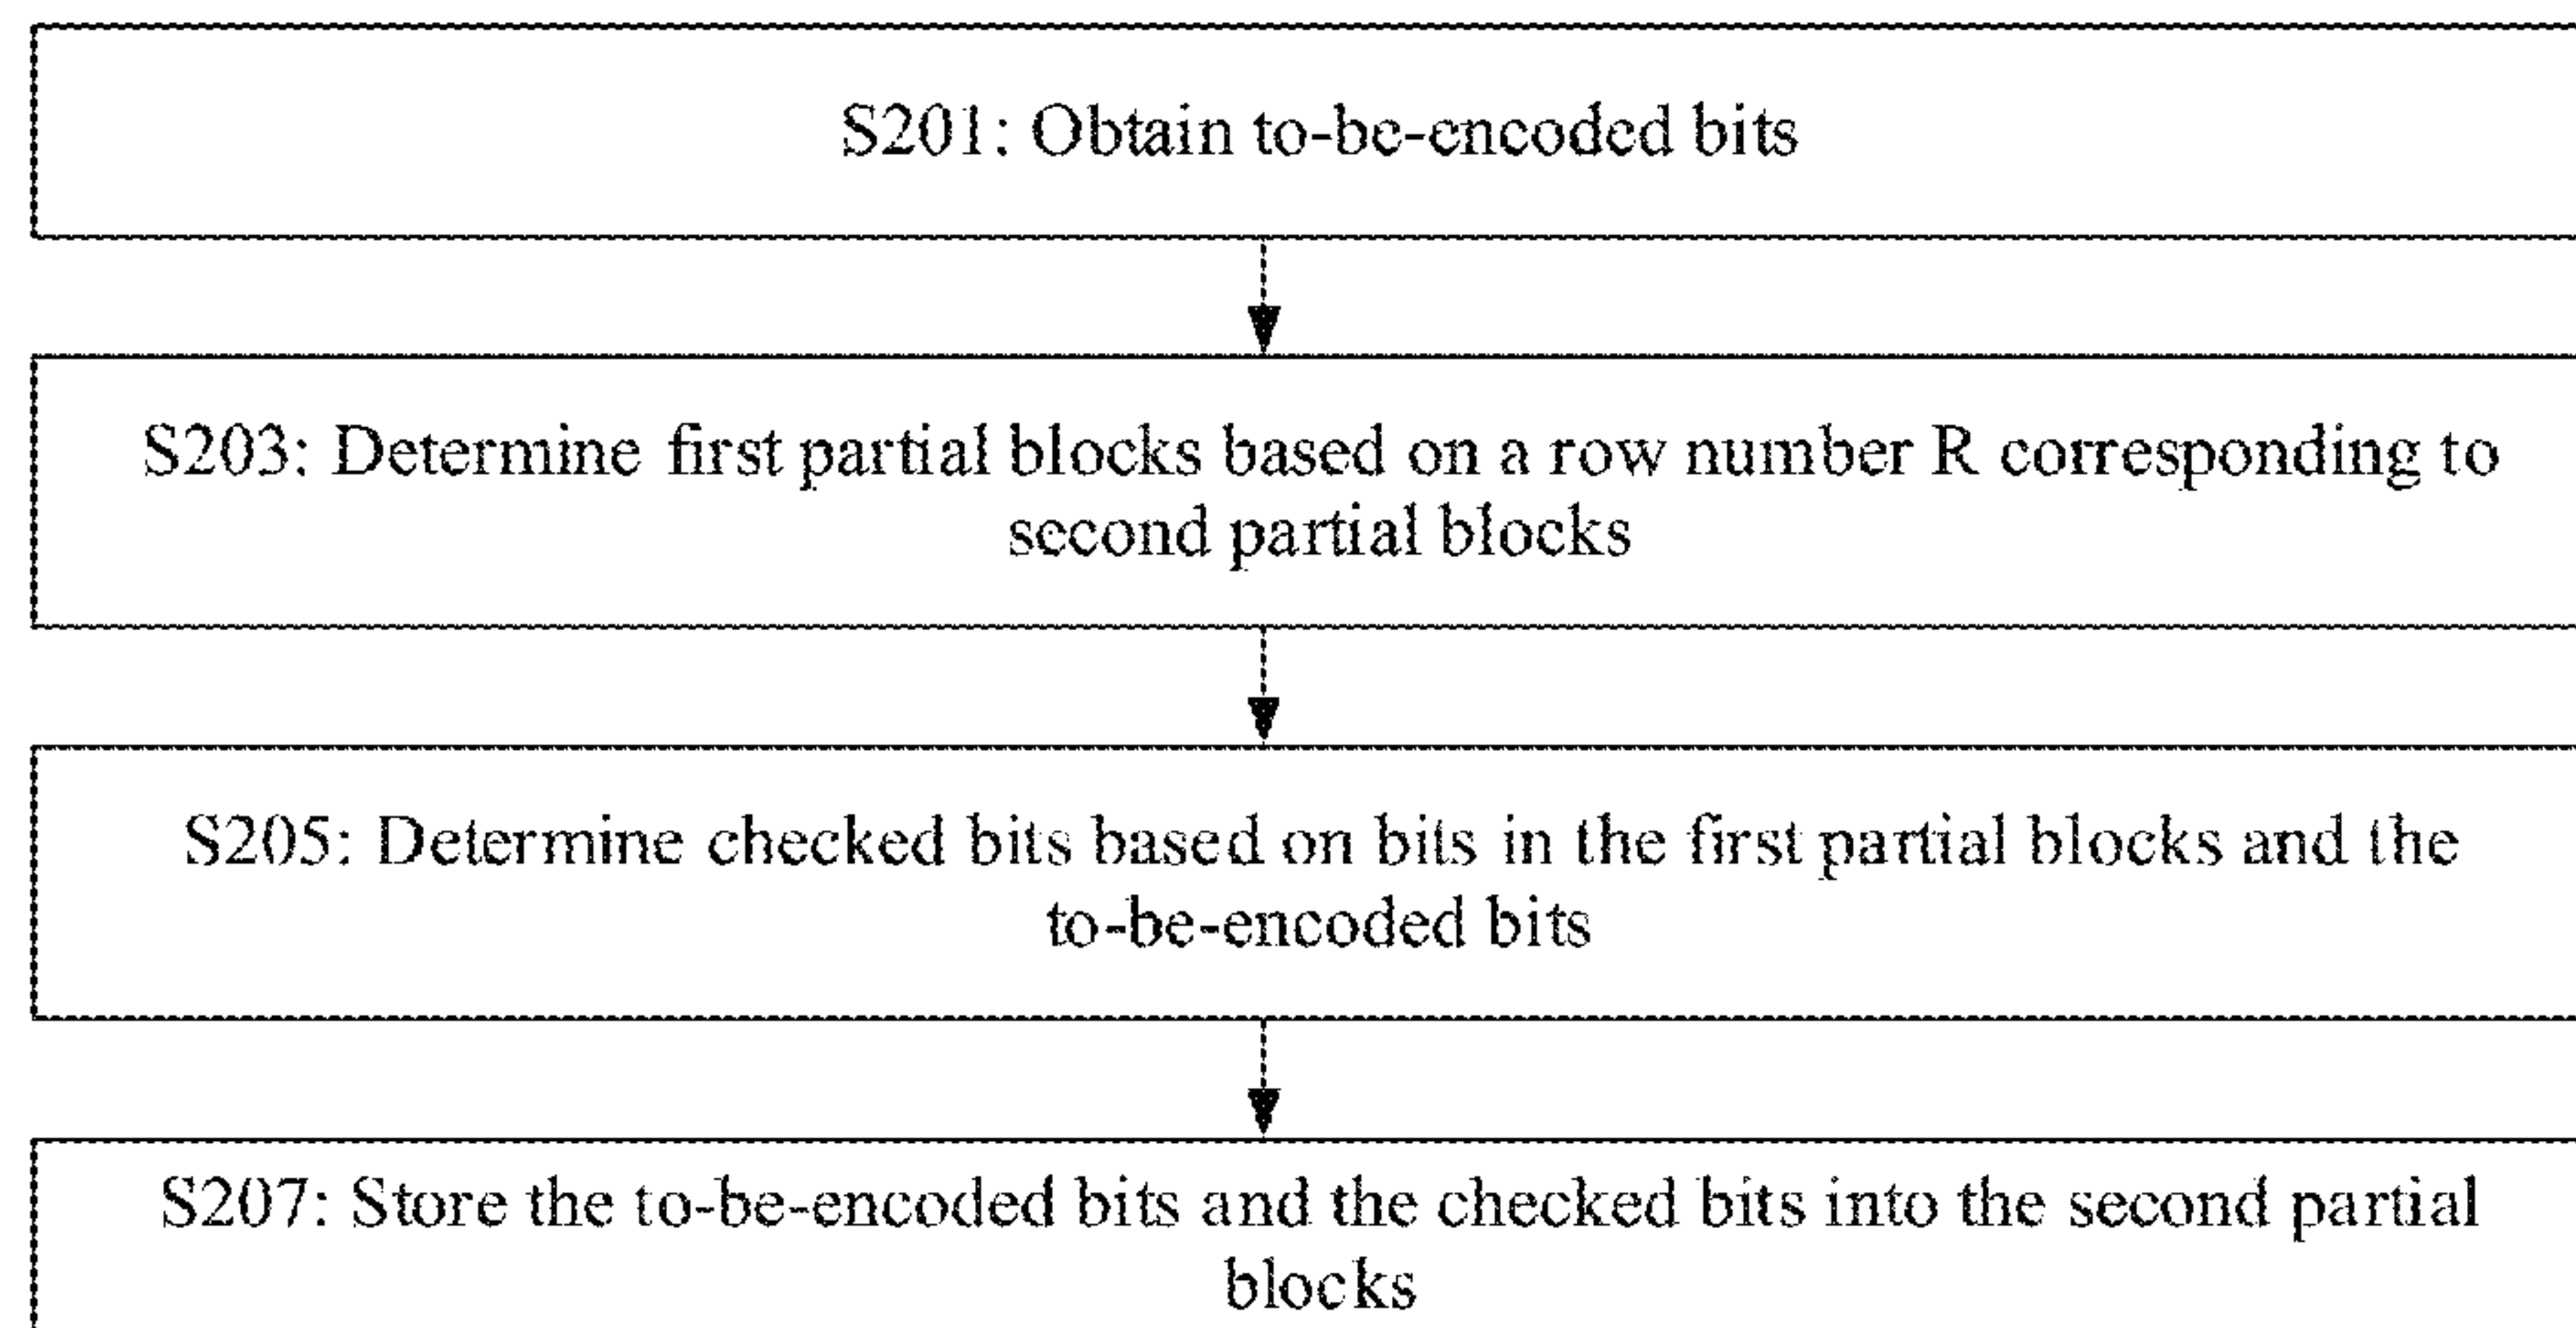 S201: Obtain to-be-encoded bits
S203: Determine first partial blocks based on a row number R corresponding to
second partial blocks
S205: Determine checked bits based on bits in the first partial blocks and the
to-be-encoded bits
S207: Store the to-be-encoded bits and the checked bits into the second partial
blocks